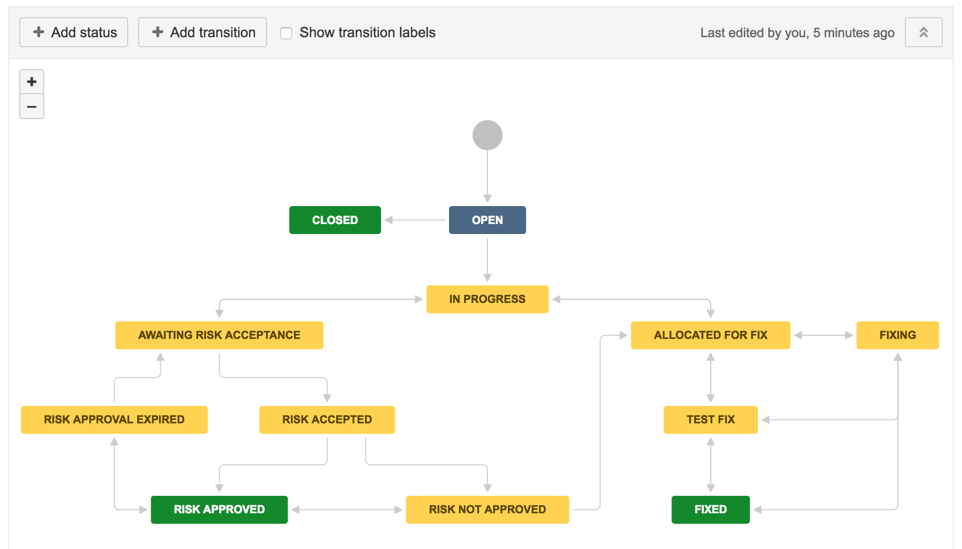 + Add status
+ Add transition
Show transition labels
Last edited by you, 5 minutes ago
+
−
CLOSED
OPEN
IN PROGRESS
AWAITING RISK ACCEPTANCE
ALLOCATED FOR FIX
FIXING
RISK APPROVAL EXPIRED
RISK ACCEPTED
TEST FIX
RISK APPROVED
RISK NOT APPROVED
FIXED